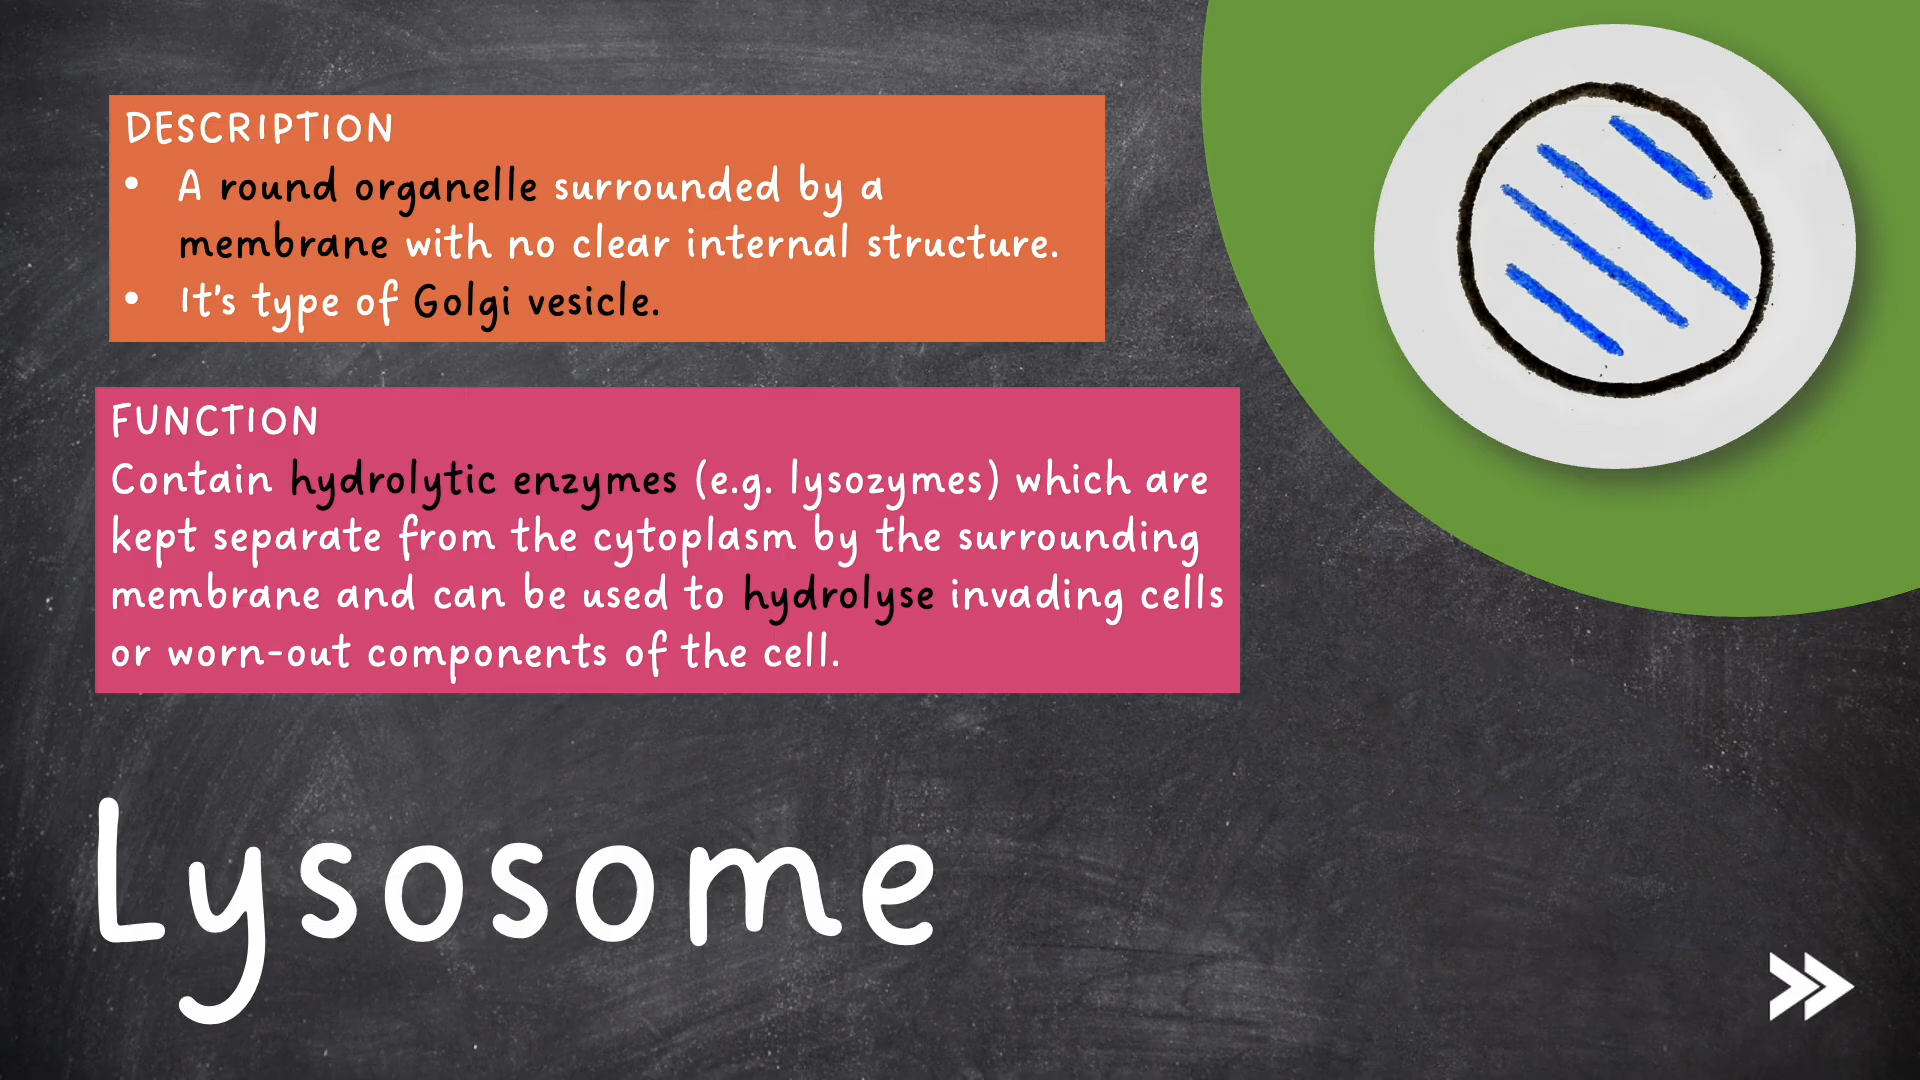 DESCRIPTION
• A round organelle surrounded by a
membrane with no clear internal structure.
• It's type of Golgi vesicle.
FUNCTION
Contain hydrolytic enzymes (e.g. lysozymes) which are
kept separate from the cytoplasm by the surrounding
membrane and can be used to hydrolyse invading cells
or worn-out components of the cell.
Lysosome